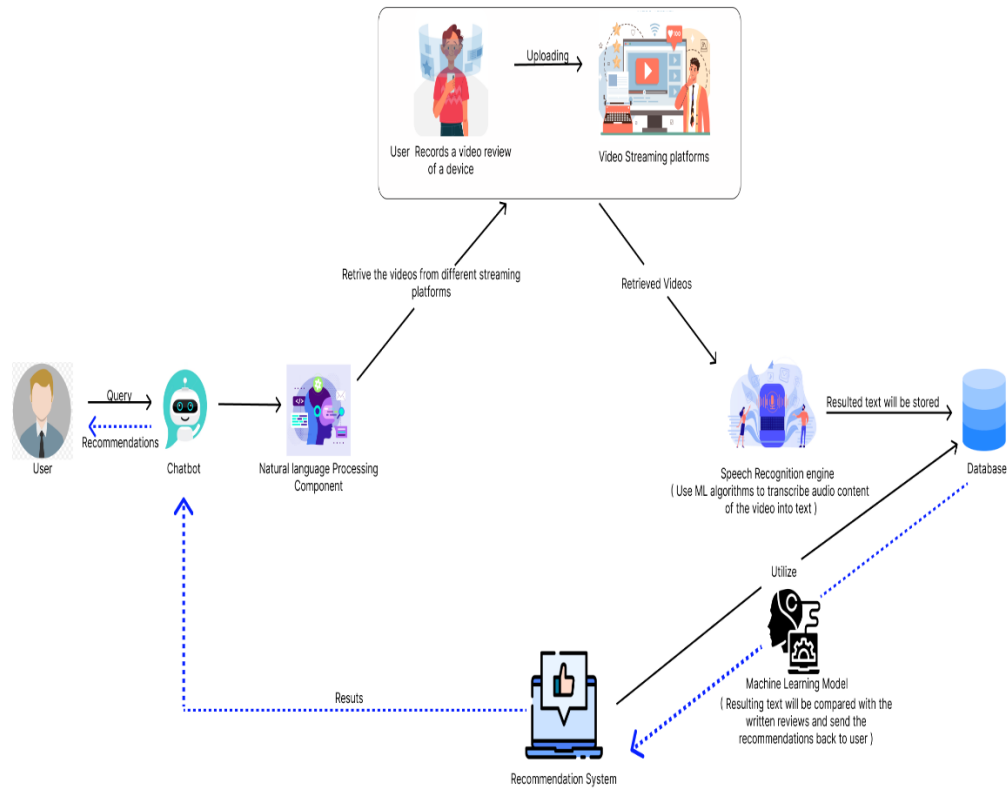 Uploading
User Records a video review
of a device
Video Streaming platforms
Retrive the videos from different streaming
platforms
Retrieved Videos
Query
Recommendations
User
Chatbot
Natural language Processing
Component
Resulted text will be stored
Speech Recognition engine
( Use ML algorithms to transcribe audio content
of the video into text )
Database
Utilize
Machine Learning Model
( Resulting text will be compared with the
written reviews and send the
recommendations back to user )
Resuts
Recommendation System